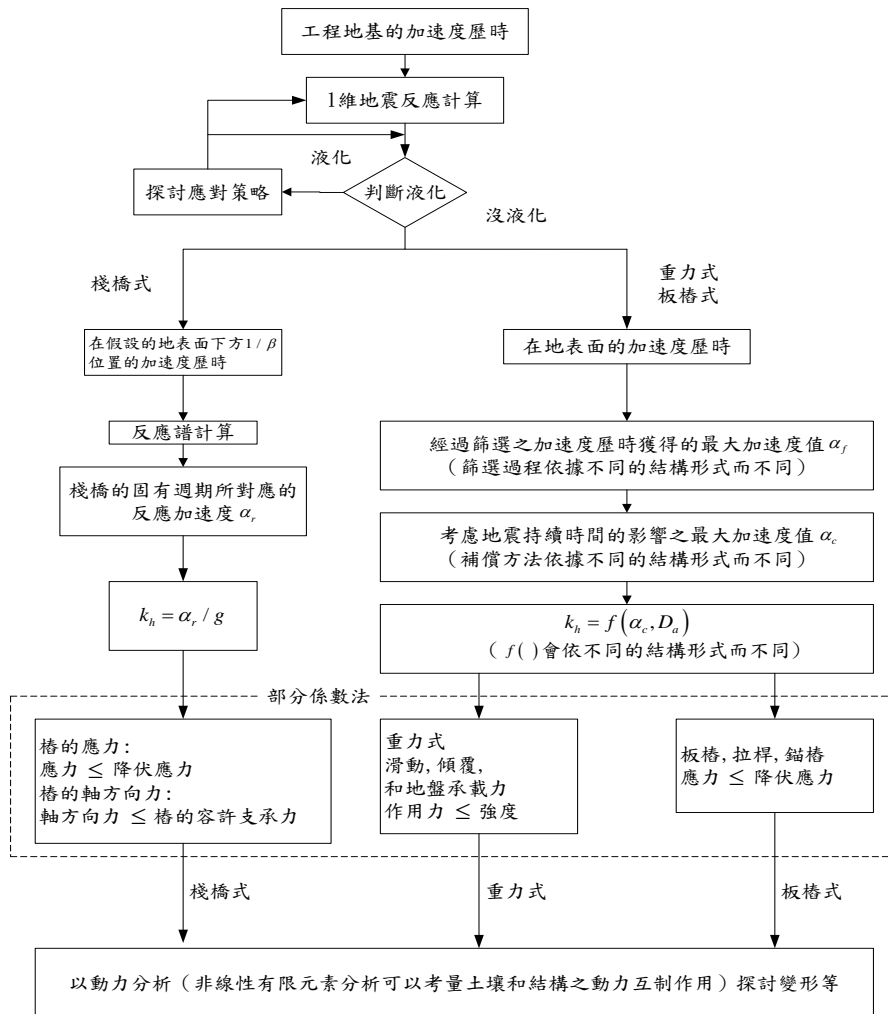 工程地基的加速度歷時
1維地震反應計算
液化
探討應對策略
判斷液化
沒液化
棧橋式
重力式
板樁式
在假設的地表面下方1 / β
位置的加速度歷時
在地表面的加速度歷時
反應譜計算
經過篩選之加速度歷時獲得的最大加速度值 α_f
（篩選過程依據不同的結構形式而不同）
棧橋的固有週期所對應的
反應加速度 α_r
考慮地震持續時間的影響之最大加速度值 α_c
（補償方法依據不同的結構形式而不同）
k_h = α_r / g
k_h = f(α_c, D_a)
（ f( ) 會依不同的結構形式而不同）
部分係數法
樁的應力:
應力 ≤ 降伏應力
樁的軸方向力:
軸方向力 ≤ 樁的容許支承力
重力式
滑動, 傾覆,
和地盤承載力
作用力 ≤ 強度
板樁, 拉桿, 錨樁
應力 ≤ 降伏應力
棧橋式
重力式
板樁式
以動力分析（非線性有限元素分析可以考量土壤和結構之動力互制作用）探討變形等